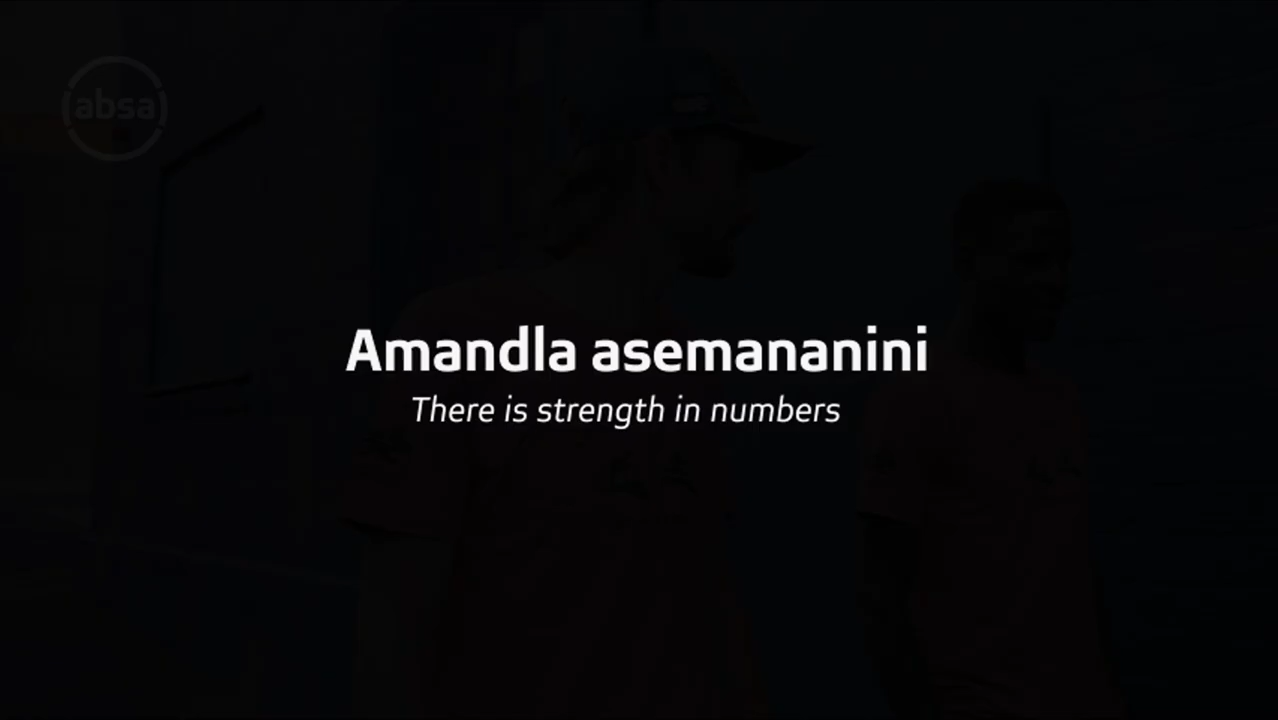 absa
Amandla asemananini
There is strength in numbers